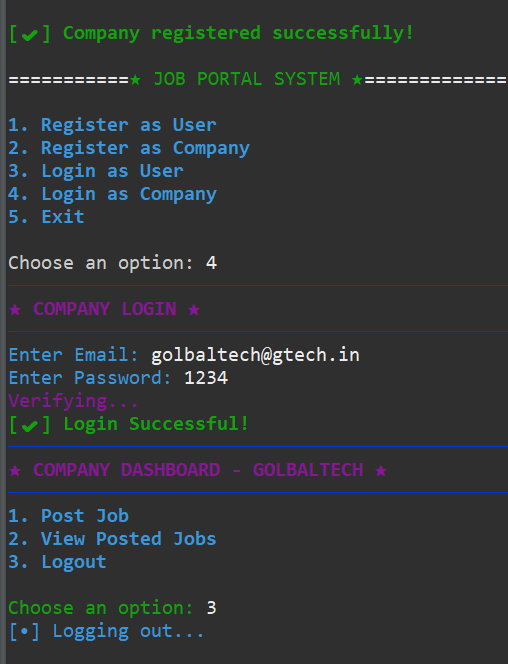 [✔] Company registered successfully!
===========★ JOB PORTAL SYSTEM ★=============
1. Register as User
2. Register as Company
3. Login as User
4. Login as Company
5. Exit
Choose an option: 4
★ COMPANY LOGIN ★
Enter Email: golbaltech@gtech.in
Enter Password: 1234
Verifying...
[✔] Login Successful!
★ COMPANY DASHBOARD - GOLBALTECH ★
1. Post Job
2. View Posted Jobs
3. Logout
Choose an option: 3
[•] Logging out...